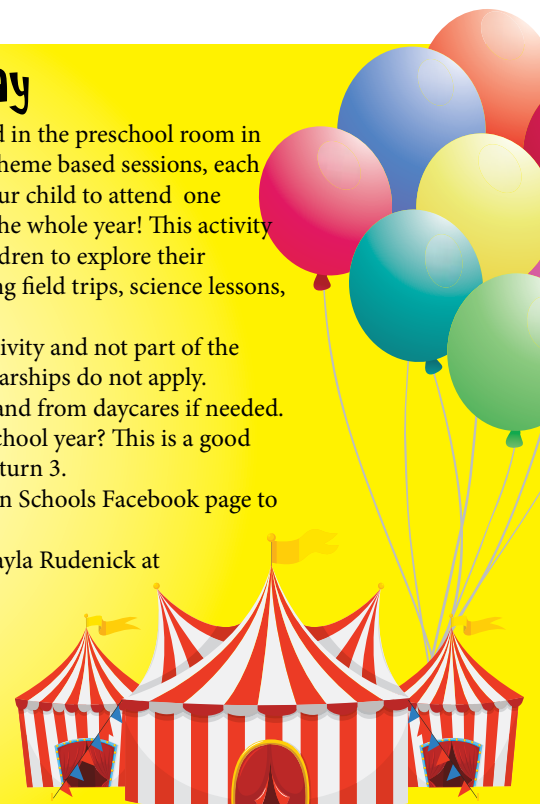 ay
d in the preschool room in
heme based sessions, each
ur child to attend  one
he whole year! This activity
dren to explore their
ng field trips, science lessons,
ivity and not part of the
arships do not apply.
and from daycares if needed.
chool year? This is a good
turn 3.
n Schools Facebook page to
ayla Rudenick at